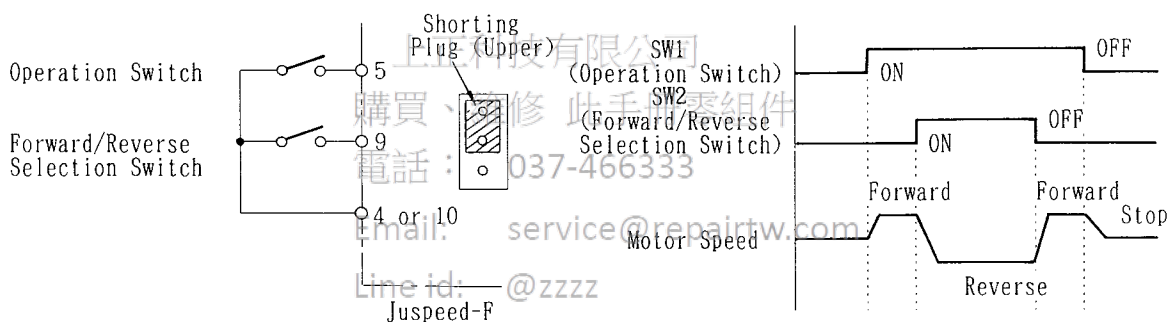 Shorting
Plug (Upper)
Operation Switch
5
Forward/Reverse
Selection Switch
9
4 or 10
Juspeed-F
SW1
(Operation Switch)
ON
OFF
SW2
(Forward/Reverse
Selection Switch)
ON
OFF
Forward
Forward
Stop
Motor Speed
Reverse
上正科技有限公司
購買、維修 此手冊零組件
電話: 037-466333
Email: service@repairtw.com
Line id: @zzzz